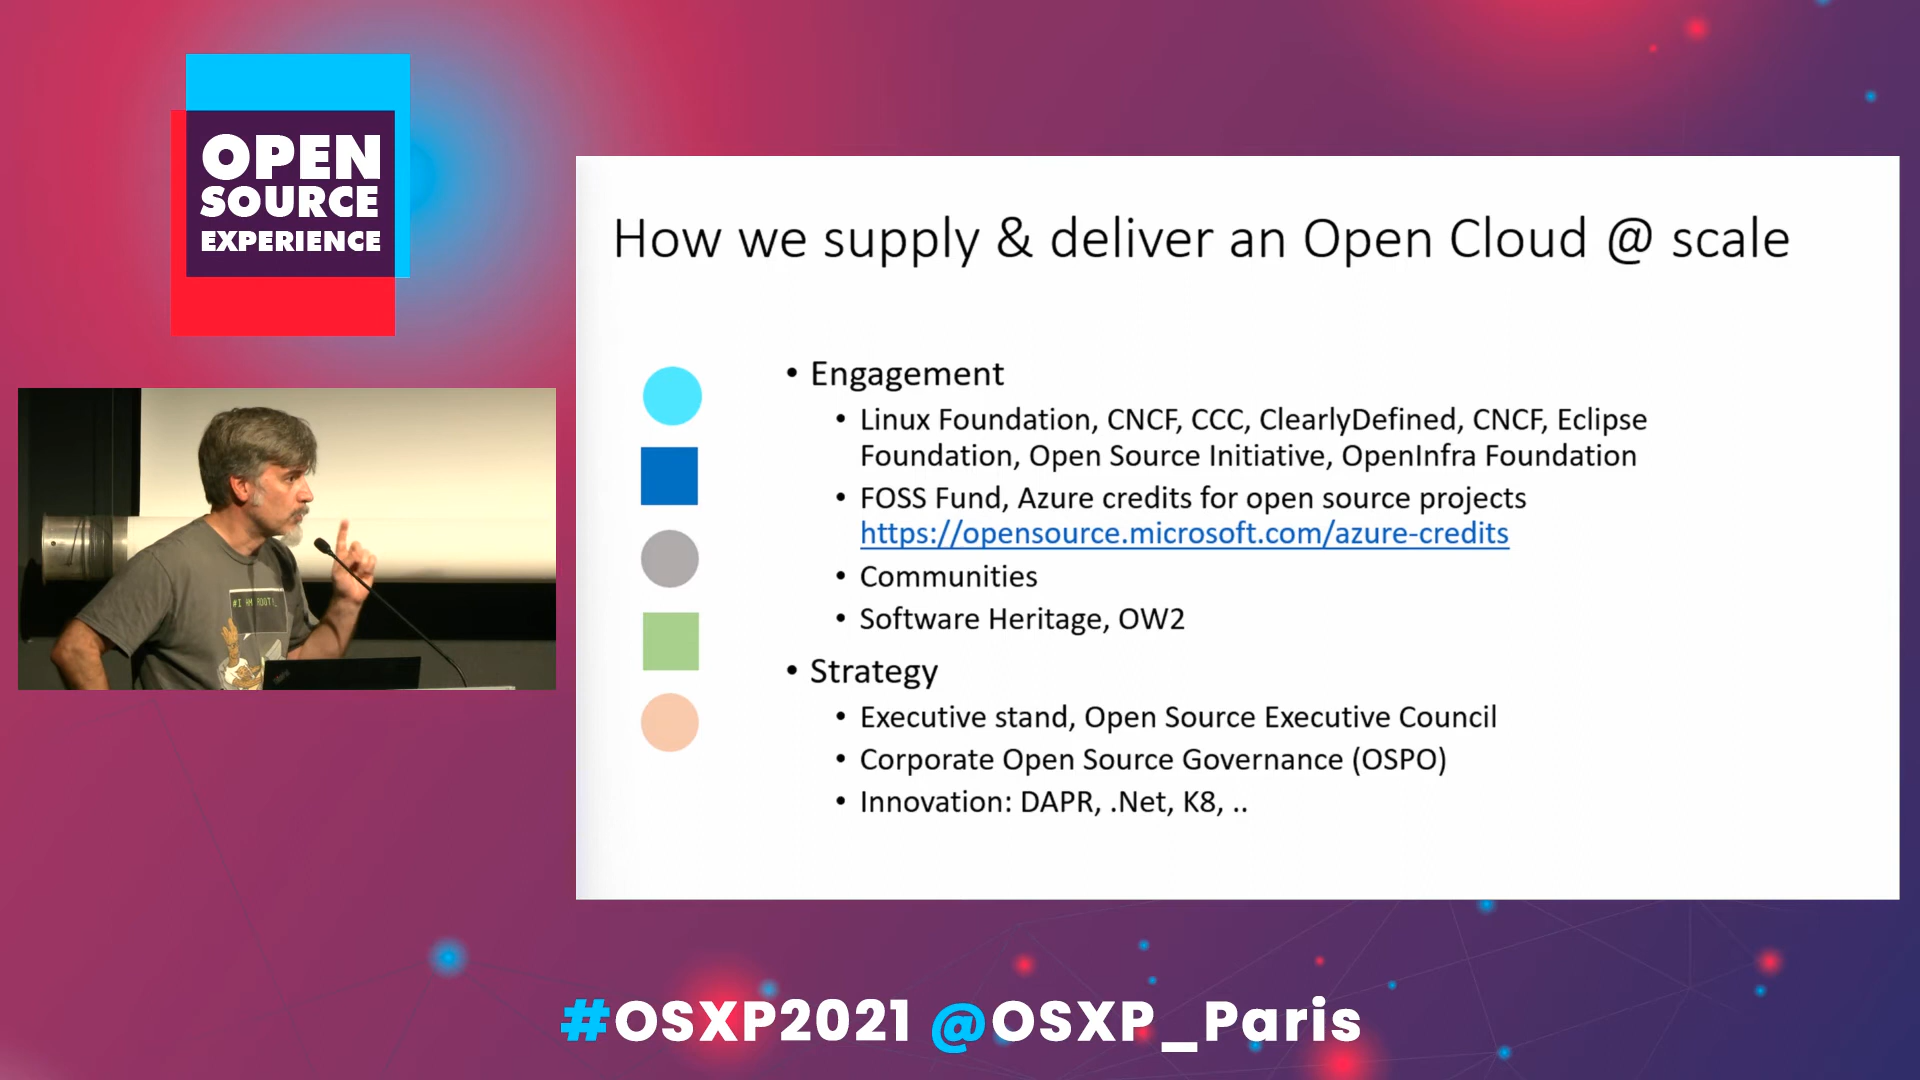 OPEN
SOURCE
EXPERIENCE
How we supply & deliver an Open Cloud @ scale
• Engagement
• Linux Foundation, CNCF, CCC, ClearlyDefined, CNCF, Eclipse
Foundation, Open Source Initiative, OpenInfra Foundation
• FOSS Fund, Azure credits for open source projects
https://opensource.microsoft.com/azure-credits
• Communities
• Software Heritage, OW2
• Strategy
• Executive stand, Open Source Executive Council
• Corporate Open Source Governance (OSPO)
• Innovation: DAPR, .Net, K8, ..
#OSXP2021 @OSXP_Paris